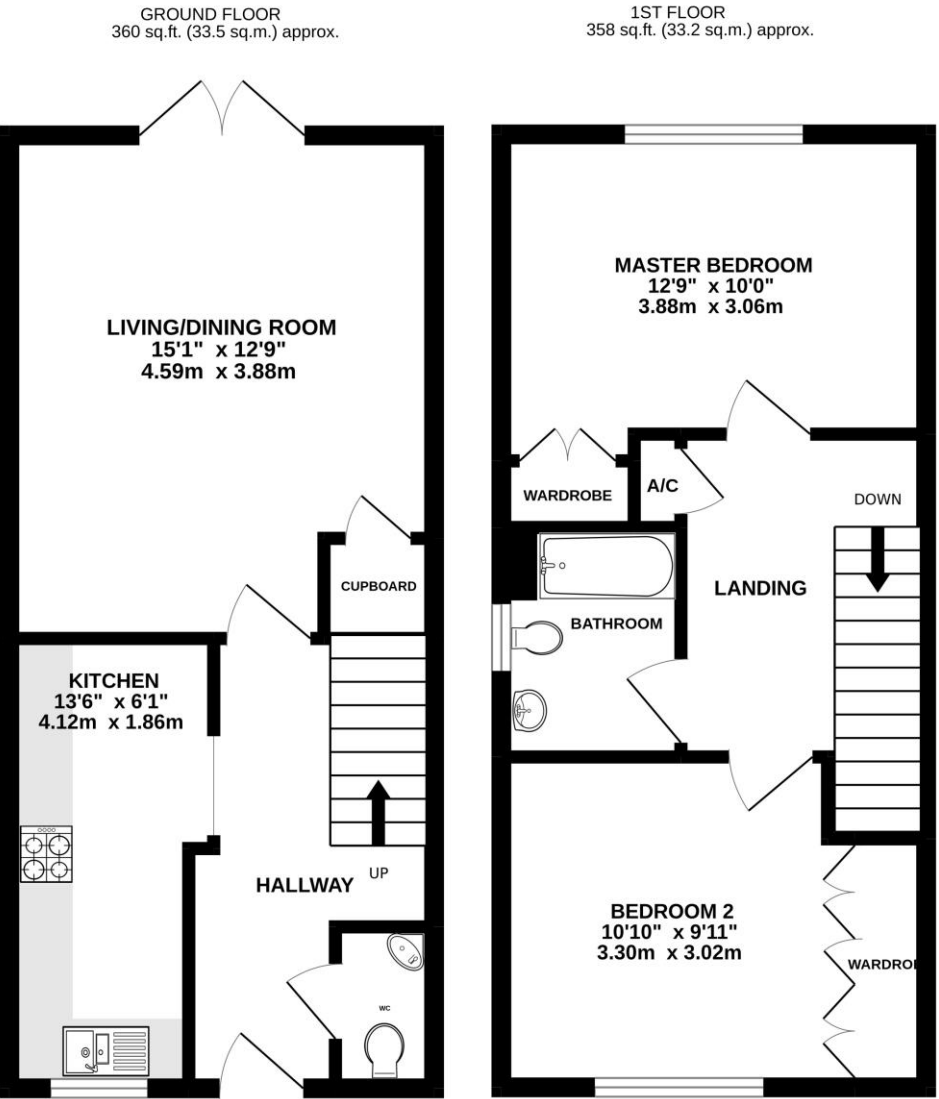 GROUND FLOOR
360 sq.ft. (33.5 sq.m.) approx.
LIVING/DINING ROOM
15'1" x 12'9"
4.59m x 3.88m
CUPBOARD
KITCHEN
13'6" x 6'1"
4.12m x 1.86m
HALLWAY
UP
WC
1ST FLOOR
358 sq.ft. (33.2 sq.m.) approx.
MASTER BEDROOM
12'9" x 10'0"
3.88m x 3.06m
WARDROBE
A/C
DOWN
LANDING
BATHROOM
BEDROOM 2
10'10" x 9'11"
3.30m x 3.02m
WARDRO